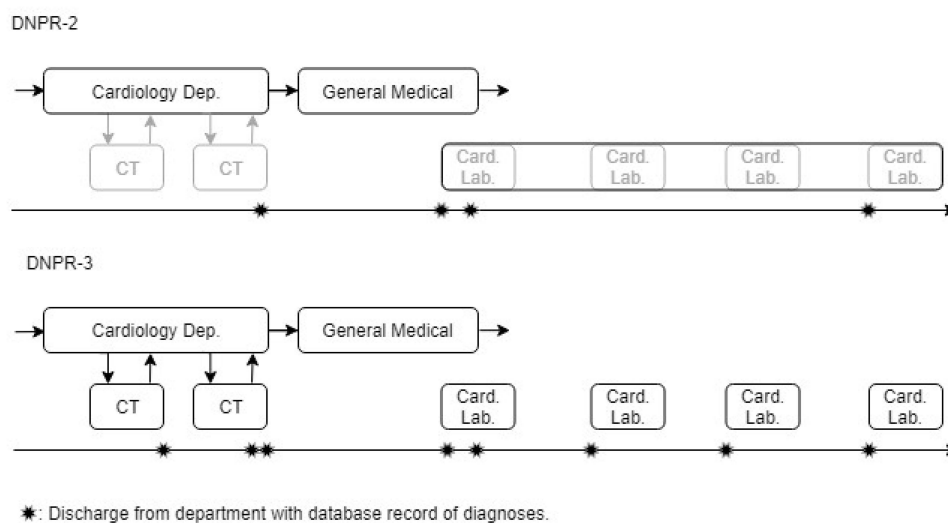 DNPR-2
Cardiology Dep.
General Medical
CT
CT
Card.
Lab.
Card.
Lab.
Card.
Lab.
Card.
Lab.
DNPR-3
Cardiology Dep.
General Medical
CT
CT
Card.
Lab.
Card.
Lab.
Card.
Lab.
Card.
Lab.
✷: Discharge from department with database record of diagnoses.